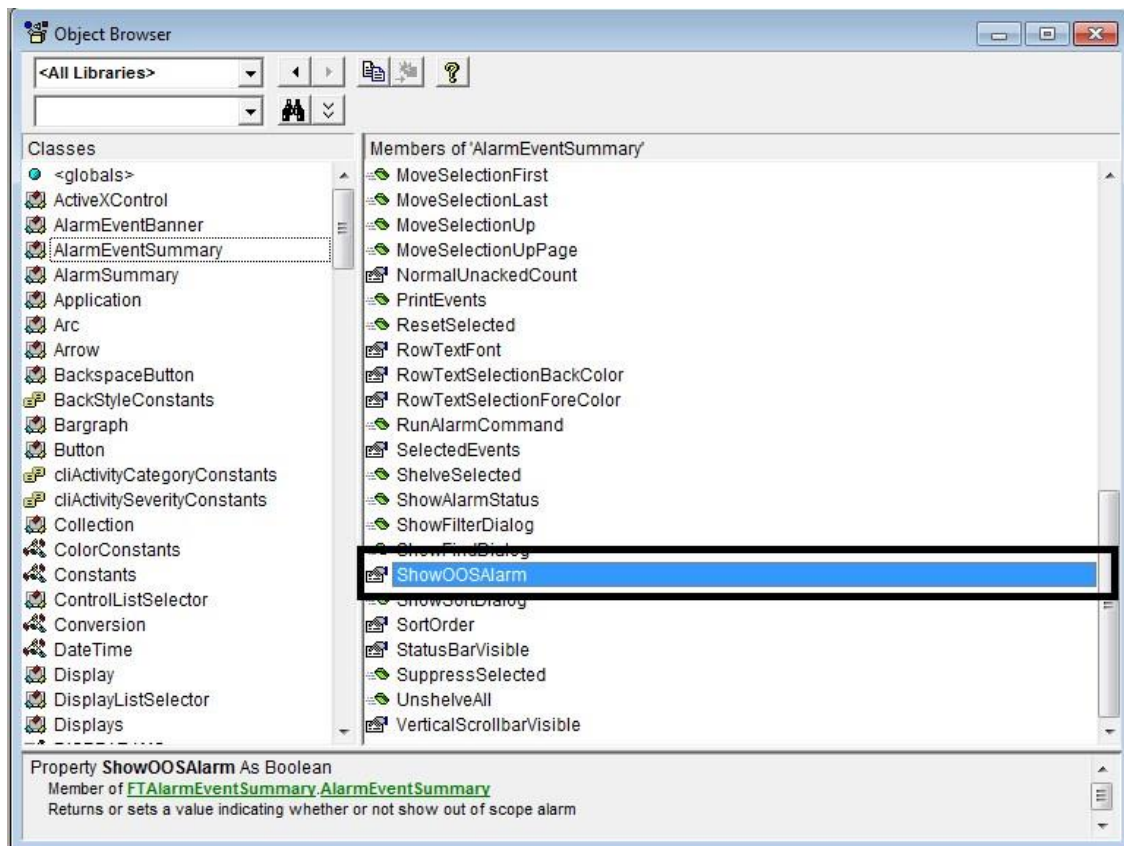 Object Browser
<All Libraries>
Classes
Members of 'AlarmEventSummary'
<globals>
ActiveXControl
AlarmEventBanner
AlarmEventSummary
AlarmSummary
Application
Arc
Arrow
BackspaceButton
BackStyleConstants
Bargraph
Button
cliActivityCategoryConstants
cliActivitySeverityConstants
Collection
ColorConstants
Constants
ControlListSelector
Conversion
DateTime
Display
DisplayListSelector
Displays
MoveSelectionFirst
MoveSelectionLast
MoveSelectionUp
MoveSelectionUpPage
NormalUnackedCount
PrintEvents
ResetSelected
RowTextFont
RowTextSelectionBackColor
RowTextSelectionForeColor
RunAlarmCommand
SelectedEvents
ShelveSelected
ShowAlarmStatus
ShowFilterDialog
ShowFindDialog
ShowOOSAlarm
ShowSortDialog
SortOrder
StatusBarVisible
SuppressSelected
UnshelveAll
VerticalScrollbarVisible
Property ShowOOSAlarm As Boolean
Member of FTAlarmEventSummary.AlarmEventSummary
Returns or sets a value indicating whether or not show out of scope alarm